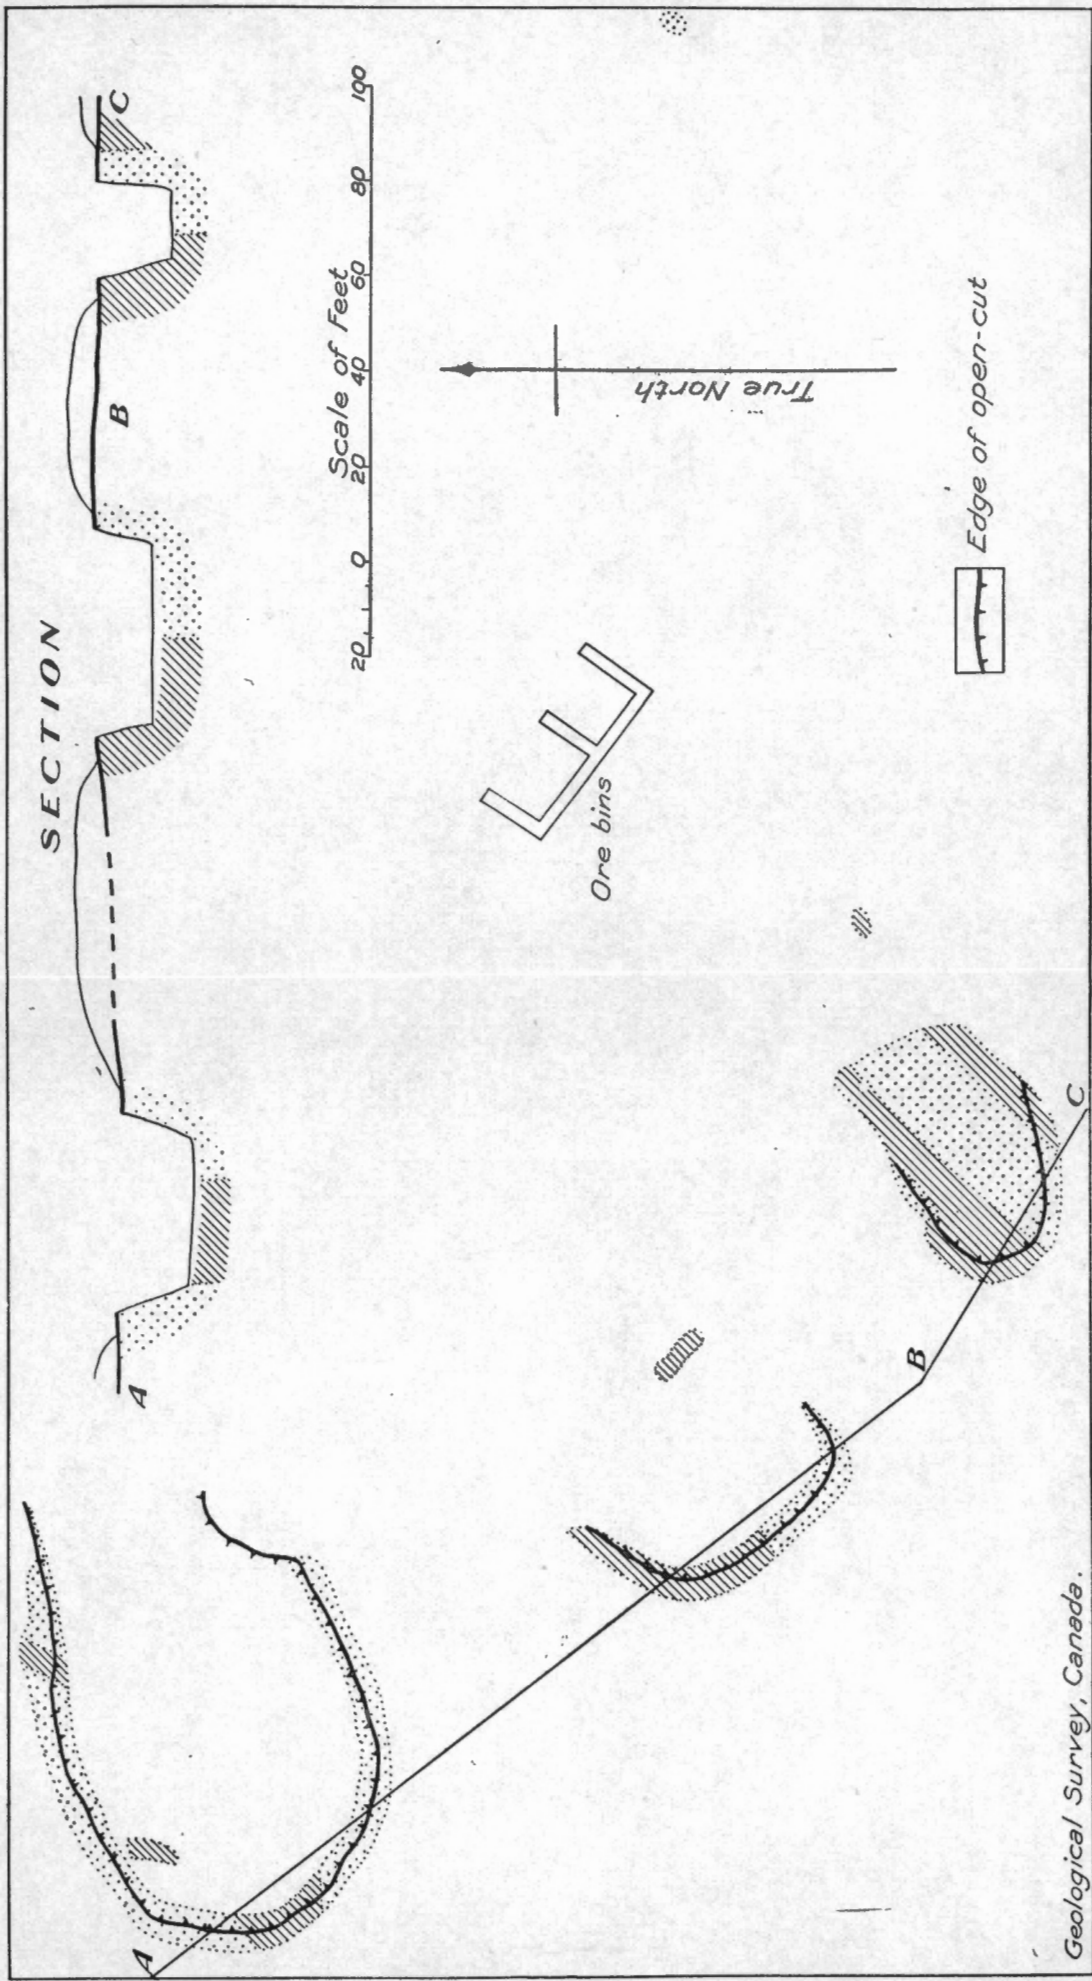 SECTION
A
B
C
Scale of Feet
20 0 20 40 60 80 100
True North
Ore bins
Edge of open-cut
A
B
C
Geological Survey, Canada.